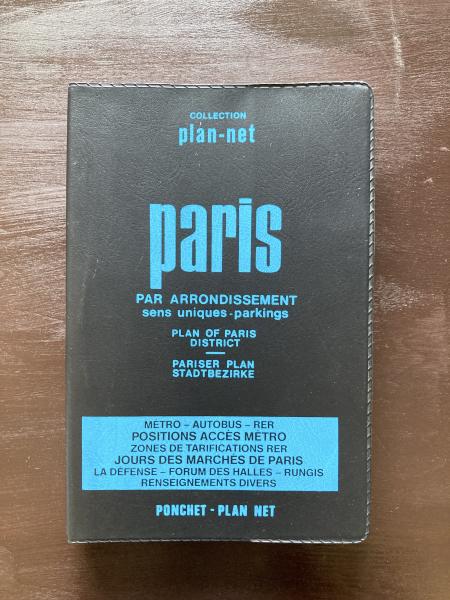 COLLECTION
plan-net
paris
PAR ARRONDISSEMENT
sens uniques-parkings
PLAN OF PARIS
DISTRICT
PARISER PLAN
STADTBEZIRKE
MÉTRO – AUTOBUS – RER
POSITIONS ACCÈS MÉTRO
ZONES DE TARIFICATIONS RER
JOURS DES MARCHÉS DE PARIS
LA DÉFENSE – FORUM DES HALLES – RUNGIS
RENSEIGNEMENTS DIVERS
PONCHET - PLAN NET